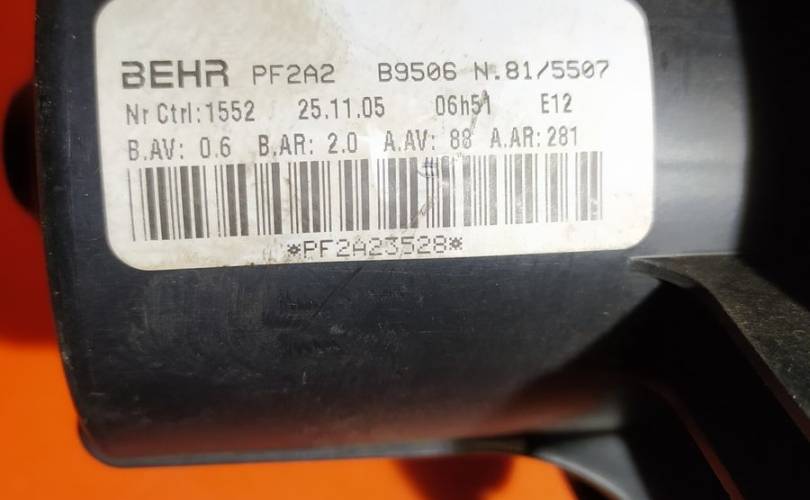 BEHR PF2A2 B9506 N.81/5507
Nr Ctrl:1552 25.11.05 06h51 E12
B.AV: 0.6 B.AR: 2.0 A.AV: 88 A.AR:281
*PF2A23528*